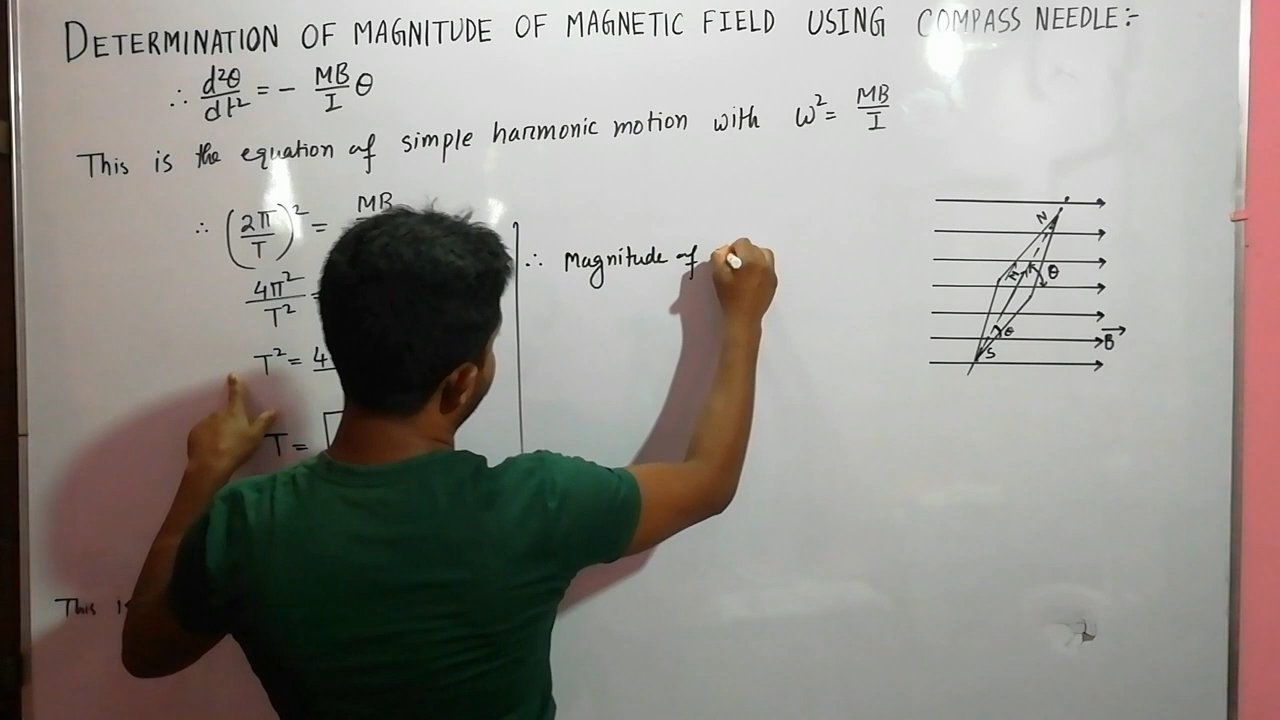 DETERMINATION OF MAGNITUDE OF MAGNETIC FIELD USING COMPASS NEEDLE:-
∴ d²θ/dt² = - MB/I θ
This is the equation of simple harmonic motion with ω² = MB/I
∴ (2π/T)² = MB
4π²/T² =
T² = 4
T =
∴ Magnitude of
This is
N
θ
θ
S
B→